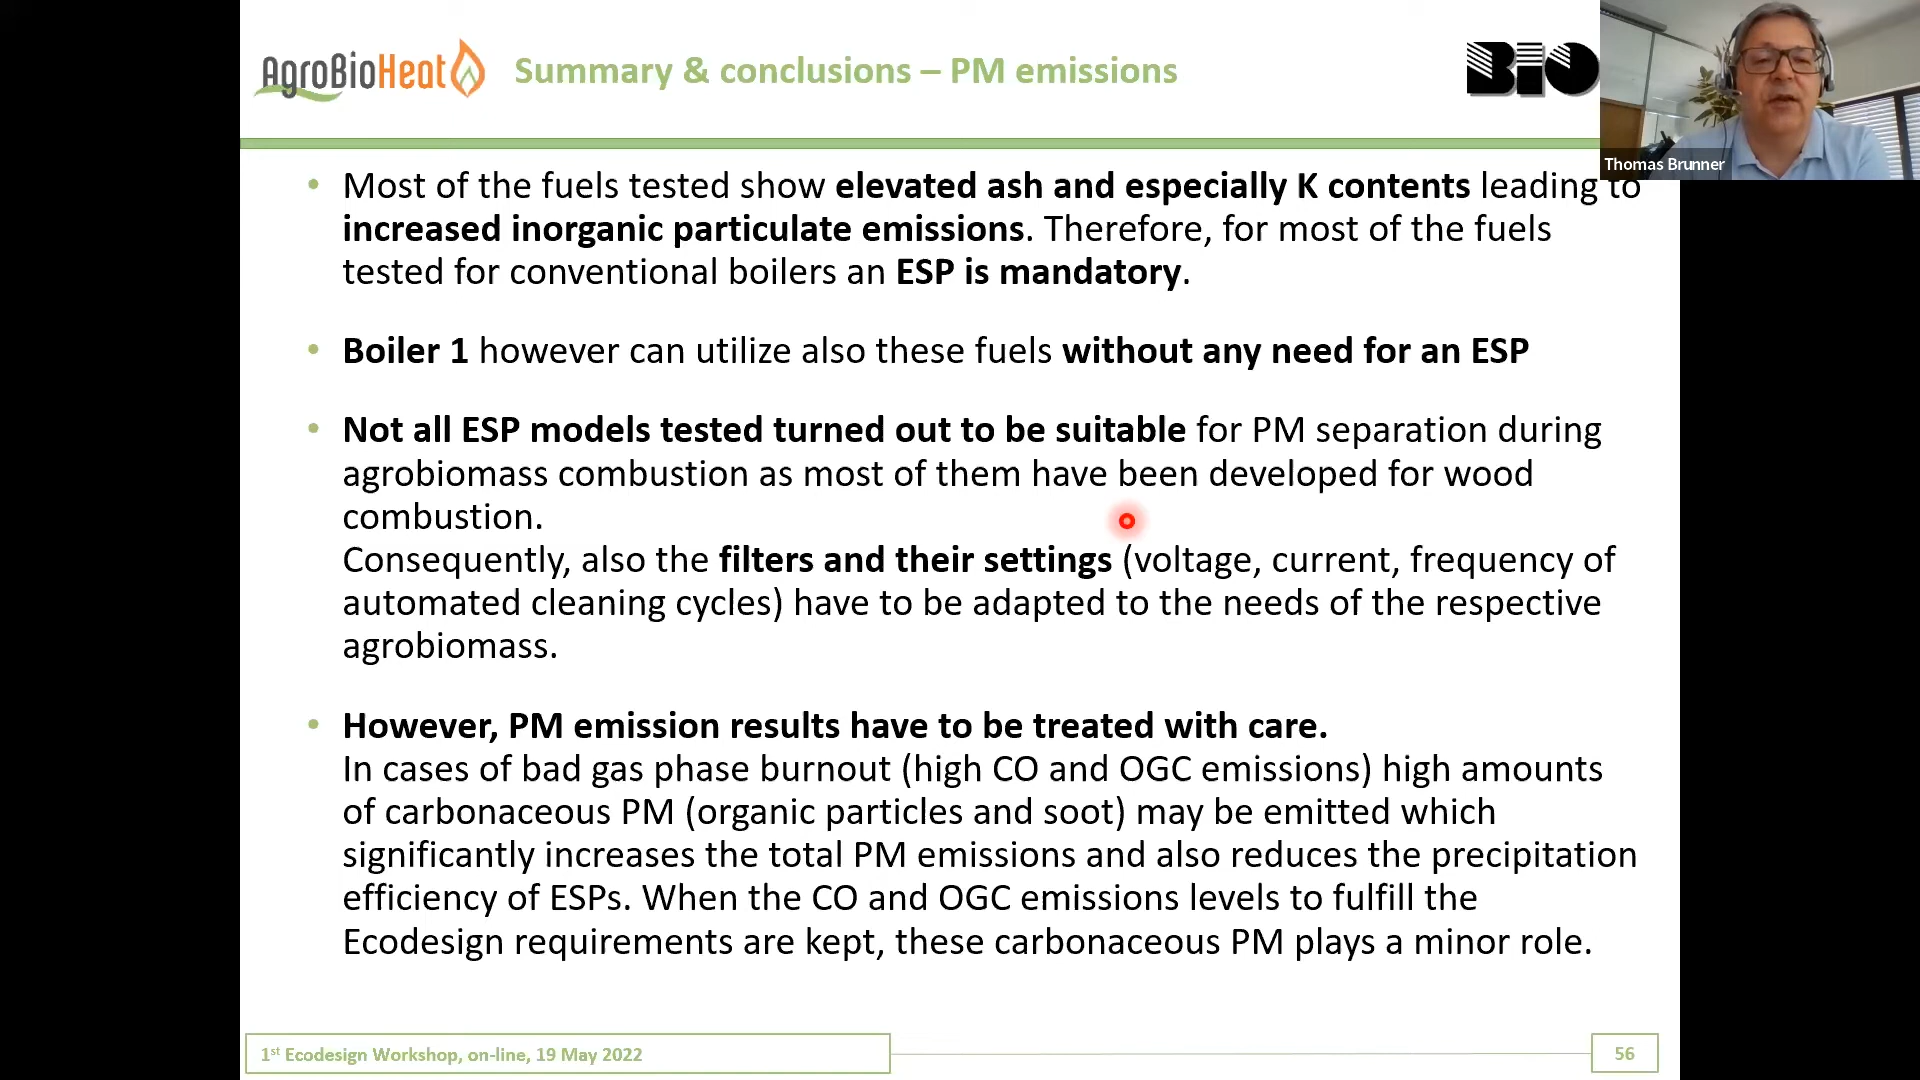 AgroBioHeat
Summary & conclusions – PM emissions
BIO
Thomas Brunner
• Most of the fuels tested show elevated ash and especially K contents leading to
increased inorganic particulate emissions. Therefore, for most of the fuels
tested for conventional boilers an ESP is mandatory.
• Boiler 1 however can utilize also these fuels without any need for an ESP
• Not all ESP models tested turned out to be suitable for PM separation during
agrobiomass combustion as most of them have been developed for wood
combustion.
Consequently, also the filters and their settings (voltage, current, frequency of
automated cleaning cycles) have to be adapted to the needs of the respective
agrobiomass.
• However, PM emission results have to be treated with care.
In cases of bad gas phase burnout (high CO and OGC emissions) high amounts
of carbonaceous PM (organic particles and soot) may be emitted which
significantly increases the total PM emissions and also reduces the precipitation
efficiency of ESPs. When the CO and OGC emissions levels to fulfill the
Ecodesign requirements are kept, these carbonaceous PM plays a minor role.
1st Ecodesign Workshop, on-line, 19 May 2022
56